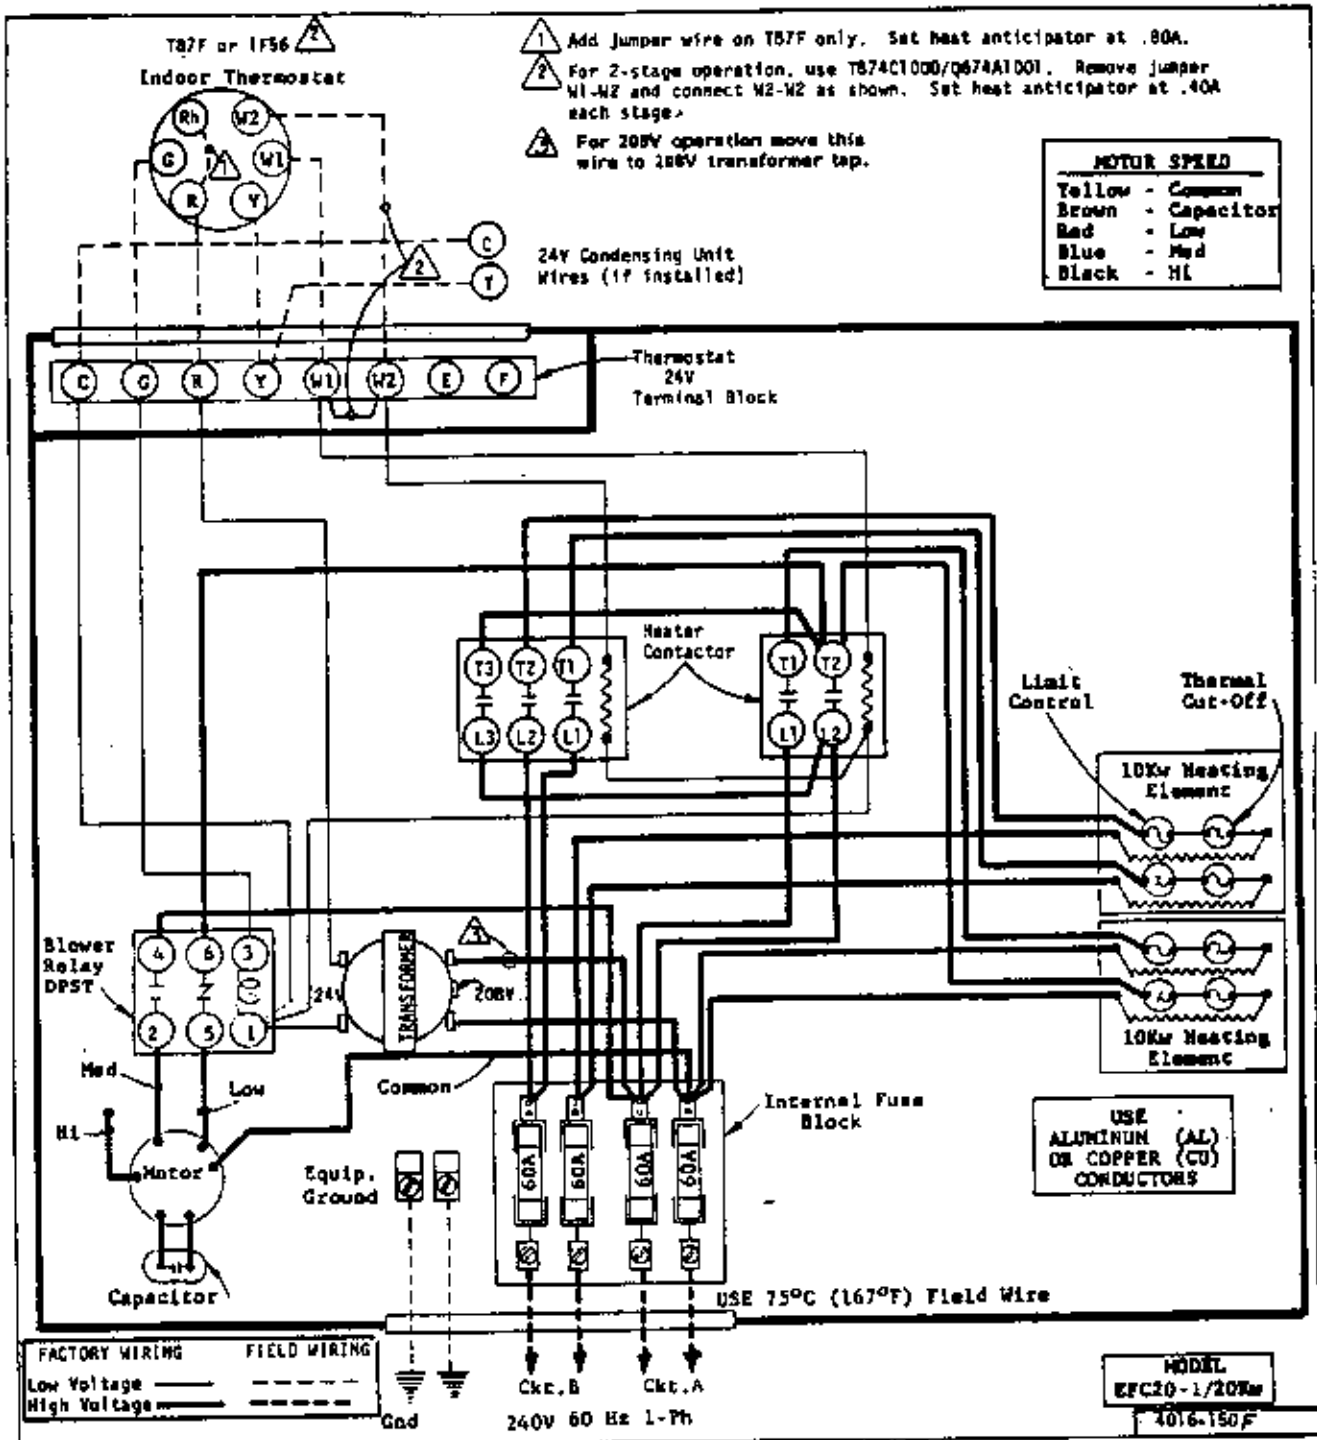 T87F or 1F56 2
Indoor Thermostat
1 Add jumper wire on T87F only. Set heat anticipator at .80A.
2 For 2-stage operation, use T874C1000/Q674A1001. Remove jumper
W1-W2 and connect W2-W2 as shown. Set heat anticipator at .40A
each stage.
3 For 208V operation move this
wire to 208V transformer tap.
MOTOR SPEED
Yellow - Common
Brown - Capacitor
Red - Low
Blue - Med
Black - Hi
Rh W2
G 1 W1
R Y
C
2
24V Condensing Unit
Wires (if installed)
Y
C G R Y W1 W2 E F
Thermostat
24V
Terminal Block
Heater
Contactor
T3 T2 T1
L3 L2 L1
T1 T2
L1 L2
Limit
Control
Thermal
Cut-Off
10Kw Heating
Element
10Kw Heating
Element
Blower
Relay
DPST
4 6 3
2 5 1
24V
TRANSFORMER
3
208V
Med
Low
Hi
Common
Motor
Capacitor
Equip.
Ground
60A 60A 60A 60A
Internal Fuse
Block
USE
ALUMINUM (AL)
OR COPPER (CU)
CONDUCTORS
USE 75°C (167°F) Field Wire
FACTORY WIRING FIELD WIRING
Low Voltage
High Voltage
Gnd
Ckt.B Ckt.A
240V 60 Hz 1-Ph
MODEL
EFC20-1/20Kw
4016-150F